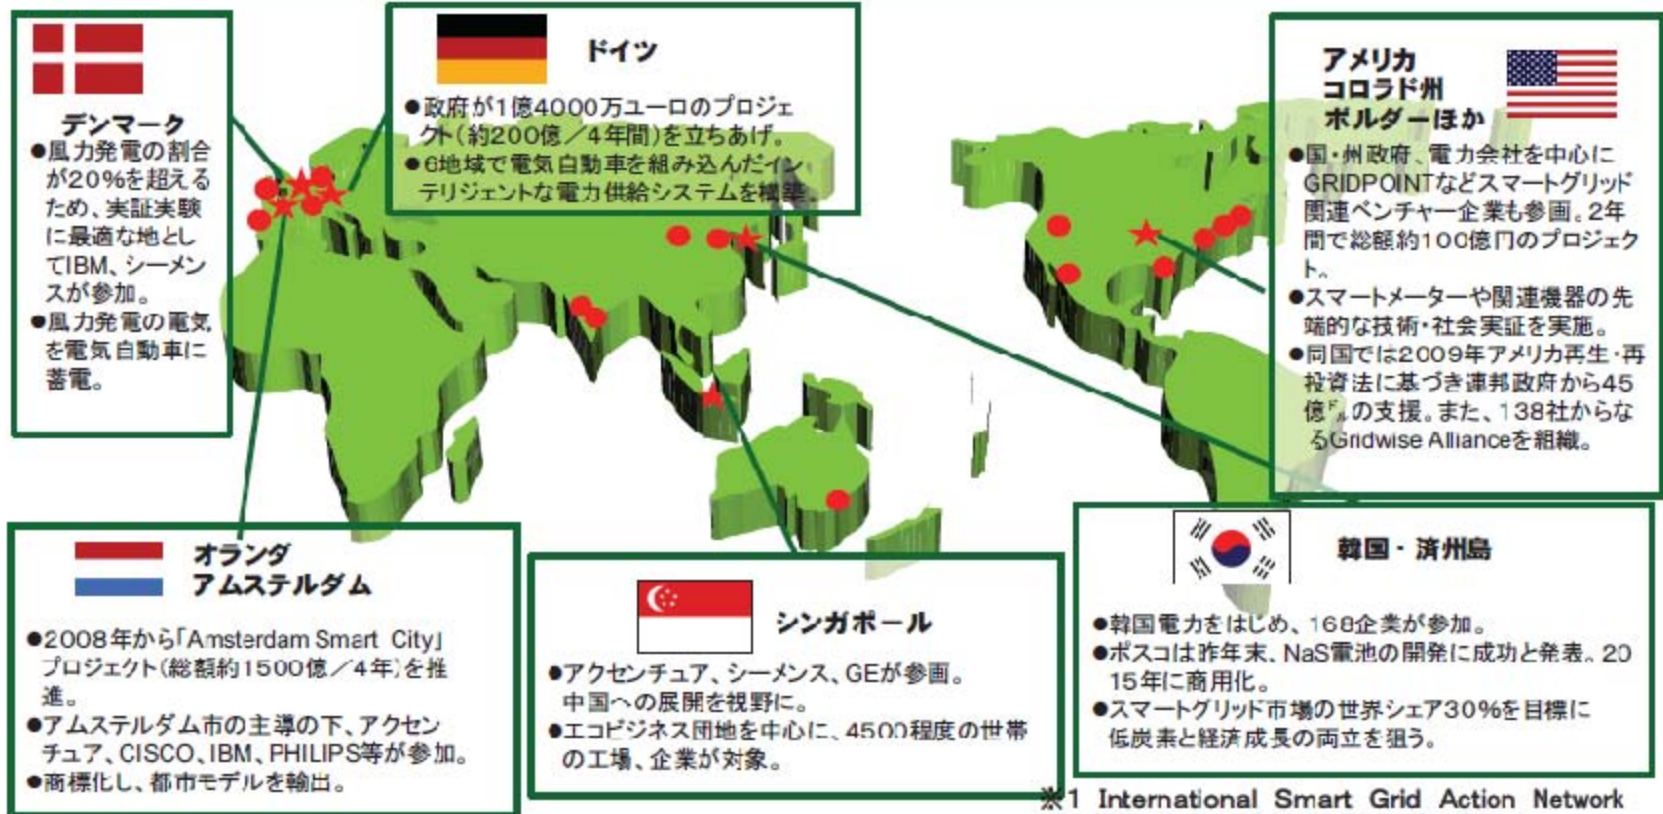 デンマーク
●風力発電の割合
が20%を超える
ため、実証実験
に最適な地とし
てIBM、シーメン
スが参加。
●風力発電の電気
を電気自動車に
蓄電。
ドイツ
●政府が1億4000万ユーロのプロジェ
クト(約200億/4年間)を立ちあげ。
●6地域で電気自動車を組み込んだイン
テリジェントな電力供給システムを構築。
アメリカ
コロラド州
ボルダーほか
●国・州政府、電力会社を中心に
GRIDPOINTなどスマートグリッド
関連ベンチャー企業も参画。2年
間で総額約100億円のプロジェク
ト。
●スマートメーターや関連機器の先
端的な技術・社会実証を実施。
●同国では2009年アメリカ再生・再
投資法に基づき連邦政府から45
億㌦の支援。また、138社からな
るGridwise Allianceを組織。
オランダ
アムステルダム
●2008年から「Amsterdam Smart City」
プロジェクト(総額約1500億/4年)を推
進。
●アムステルダム市の主導の下、アクセン
チュア、CISCO、IBM、PHILIPS等が参加。
●商標化し、都市モデルを輸出。
シンガポール
●アクセンチュア、シーメンス、GEが参画。
中国への展開を視野に。
●エコビジネス団地を中心に、4500程度の世帯
の工場、企業が対象。
韓国・済州島
●韓国電力をはじめ、168企業が参加。
●ポスコは昨年末、NaS電池の開発に成功と発表。20
15年に商用化。
●スマートグリッド市場の世界シェア30%を目標に
低炭素と経済成長の両立を狙う。
※1 International Smart Grid Action Network